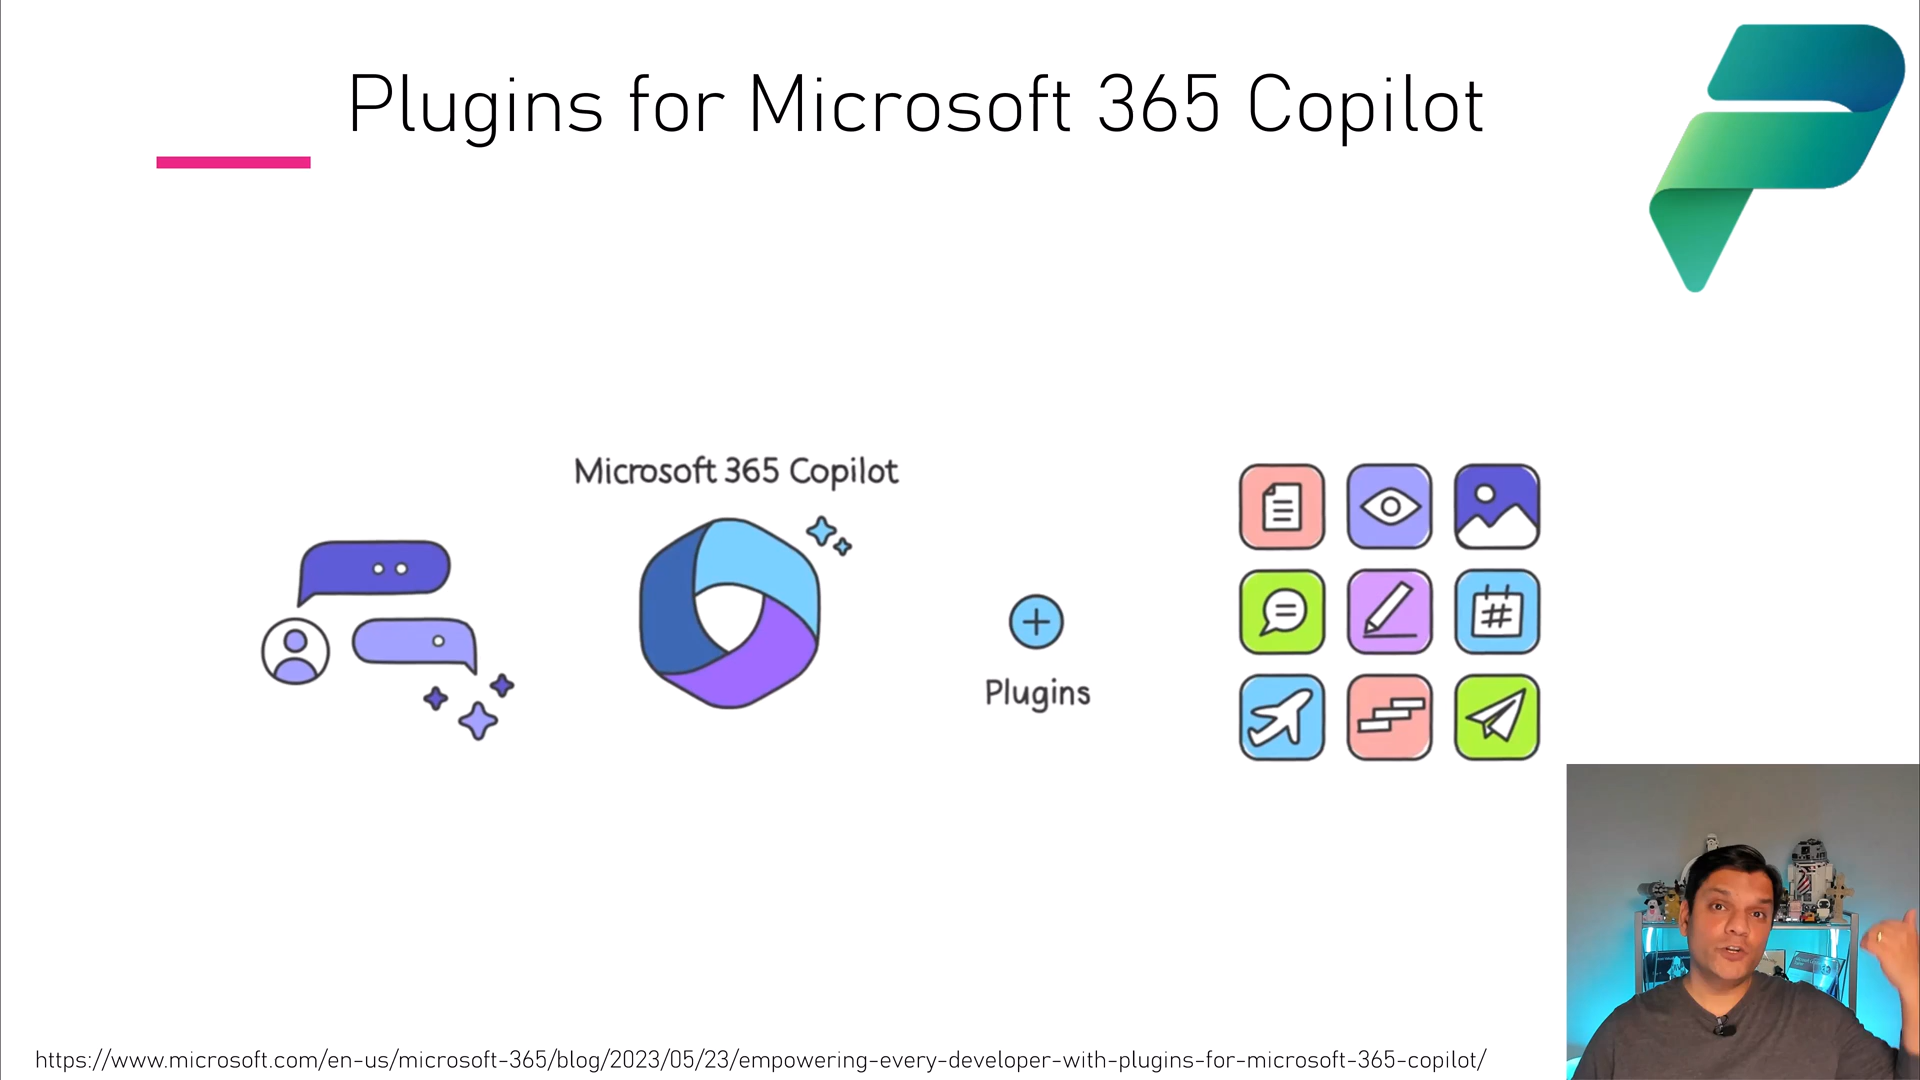 Plugins for Microsoft 365 Copilot
Microsoft 365 Copilot
Plugins
#
https://www.microsoft.com/en-us/microsoft-365/blog/2023/05/23/empowering-every-developer-with-plugins-for-microsoft-365-copilot/